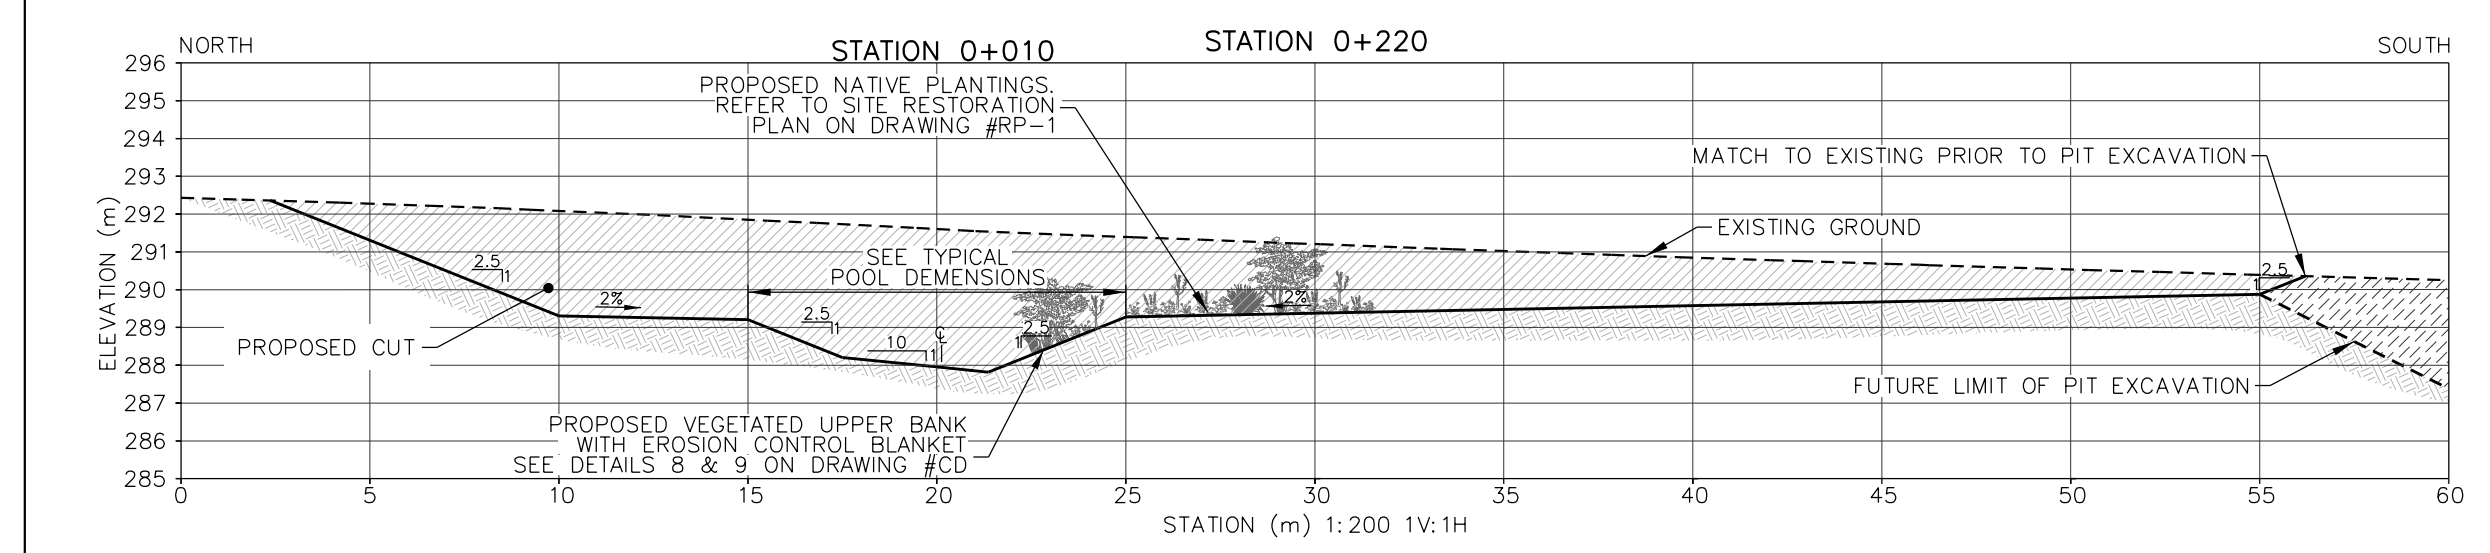 NORTH
STATION 0+010
STATION 0+220
SOUTH
296
295
294
293
292
291
290
289
288
287
286
285
ELEVATION (m)
PROPOSED NATIVE PLANTINGS.
REFER TO SITE RESTORATION
PLAN ON DRAWING #RP-1
MATCH TO EXISTING PRIOR TO PIT EXCAVATION
EXISTING GROUND
SEE TYPICAL
POOL DEMENSIONS
2.5
1
2%
2.5
1
10
1
CL
2.5
1
2%
2.5
1
PROPOSED CUT
FUTURE LIMIT OF PIT EXCAVATION
PROPOSED VEGETATED UPPER BANK
WITH EROSION CONTROL BLANKET
SEE DETAILS 8 & 9 ON DRAWING #CD
0 5 10 15 20 25 30 35 40 45 50 55 60
STATION (m) 1:200 1V:1H